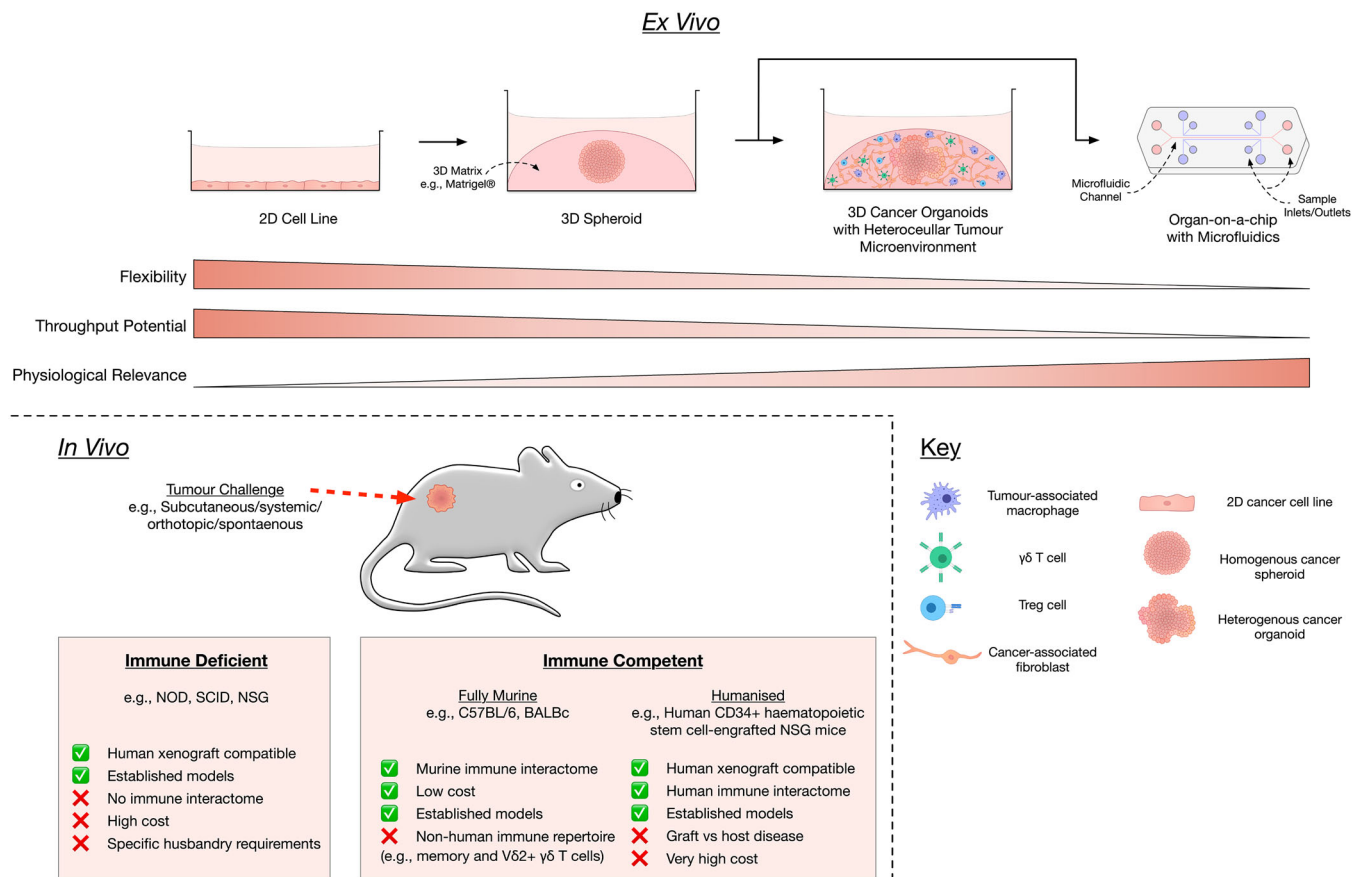 Ex Vivo
3D Matrix
e.g., Matrigel®
2D Cell Line
3D Spheroid
3D Cancer Organoids
with Heteroceullar Tumour
Microenvironment
Microfluidic
Channel
Sample
Inlets/Outlets
Organ-on-a-chip
with Microfluidics
Flexibility
Throughput Potential
Physiological Relevance
In Vivo
Tumour Challenge
e.g., Subcutaneous/systemic/
orthotopic/spontaenous
Immune Deficient
e.g., NOD, SCID, NSG
Human xenograft compatible
Established models
No immune interactome
High cost
Specific husbandry requirements
Immune Competent
Fully Murine
e.g., C57BL/6, BALBc
Murine immune interactome
Low cost
Established models
Non-human immune repertoire
(e.g., memory and Vδ2+ γδ T cells)
Humanised
e.g., Human CD34+ haematopoietic
stem cell-engrafted NSG mice
Human xenograft compatible
Human immune interactome
Established models
Graft vs host disease
Very high cost
Key
Tumour-associated
macrophage
γδ T cell
Treg cell
Cancer-associated
fibroblast
2D cancer cell line
Homogenous cancer
spheroid
Heterogenous cancer
organoid